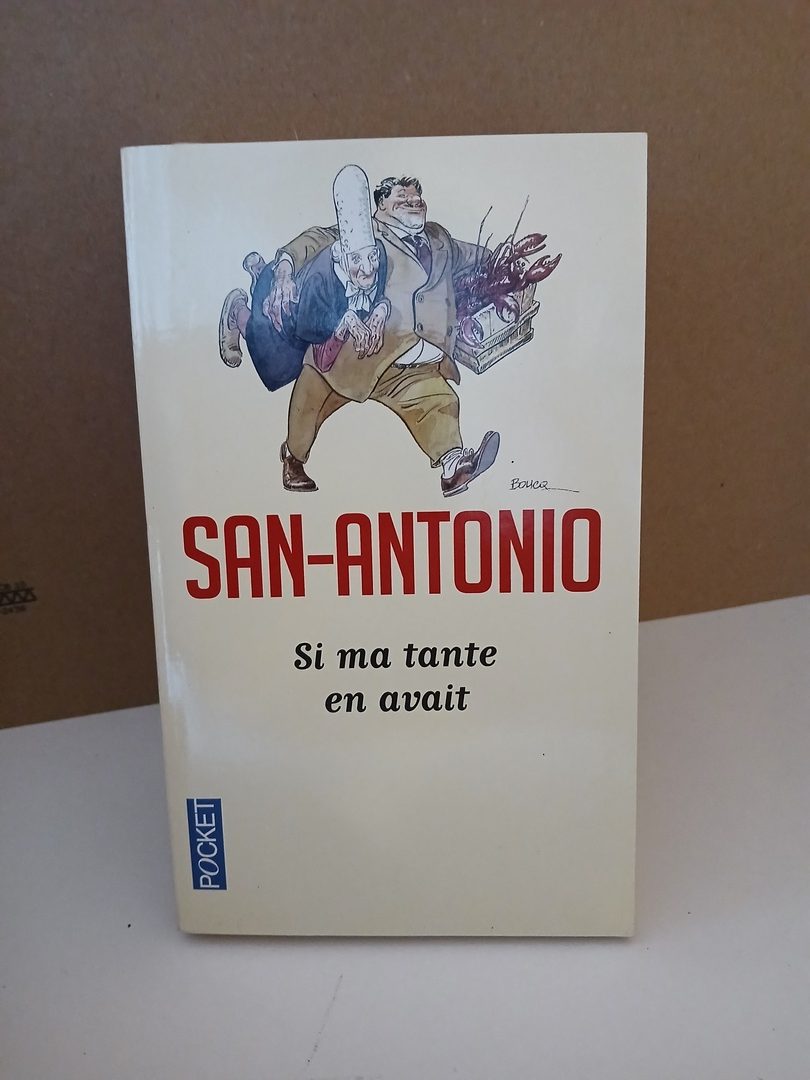 BOUCQ
SAN-ANTONIO
Si ma tante
en avait
POCKET